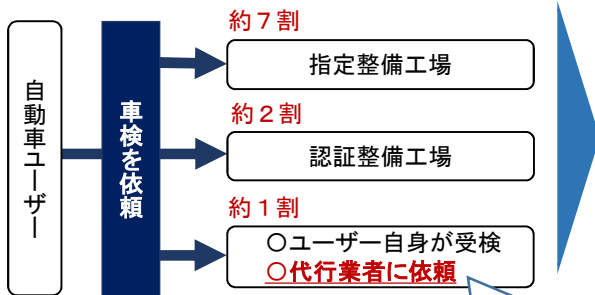 自動車ユーザー
車検を依頼
約７割
指定整備工場
約２割
認証整備工場
約１割
○ユーザー自身が受検
○代行業者に依頼